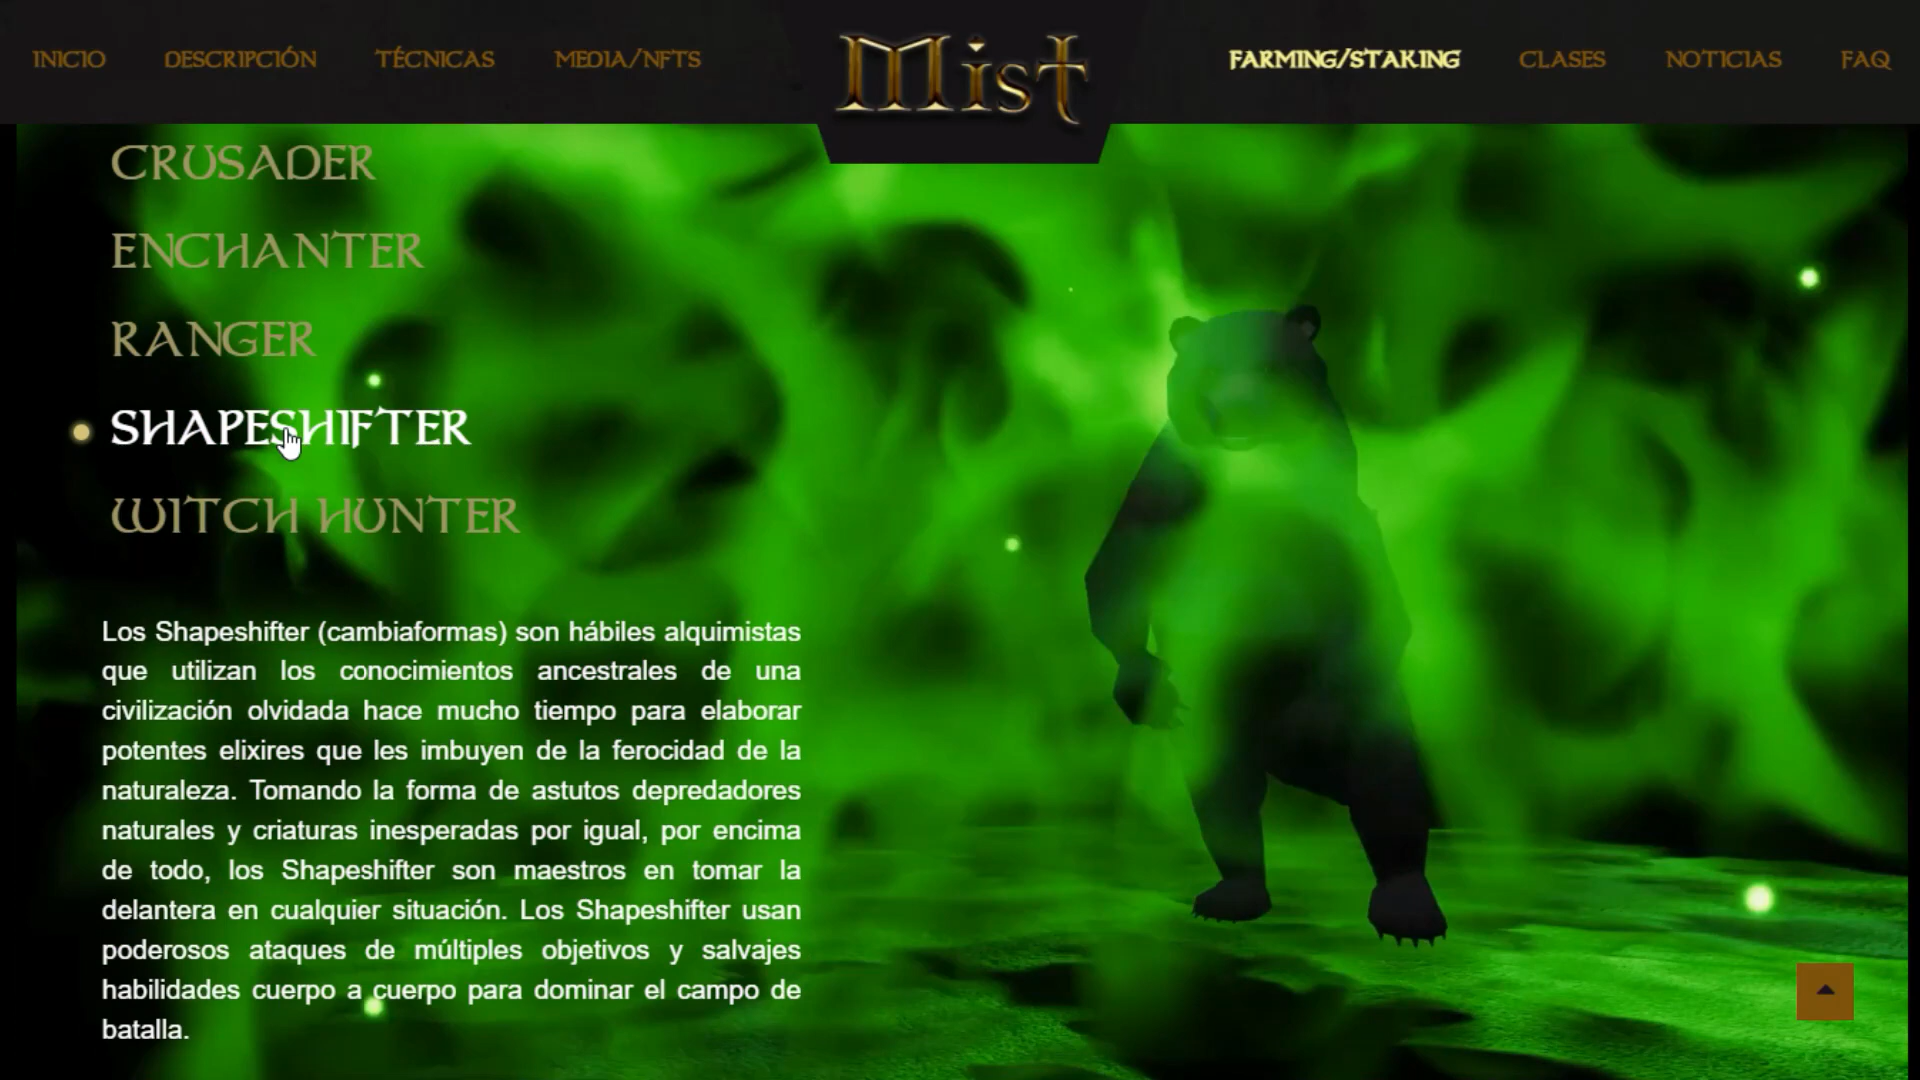 INICIO DESCRIPCIÓN TÉCNICAS MEDIA/NFTS Mist FARMING/STAKING CLASES NOTICIAS FAQ
CRUSADER
ENCHANTER
RANGER
SHAPESHIFTER
WITCH HUNTER
Los Shapeshifter (cambiaformas) son hábiles alquimistas
que utilizan los conocimientos ancestrales de una
civilización olvidada hace mucho tiempo para elaborar
potentes elixires que les imbuyen de la ferocidad de la
naturaleza. Tomando la forma de astutos depredadores
naturales y criaturas inesperadas por igual, por encima
de todo, los Shapeshifter son maestros en tomar la
delantera en cualquier situación. Los Shapeshifter usan
poderosos ataques de múltiples objetivos y salvajes
habilidades cuerpo a cuerpo para dominar el campo de
batalla.